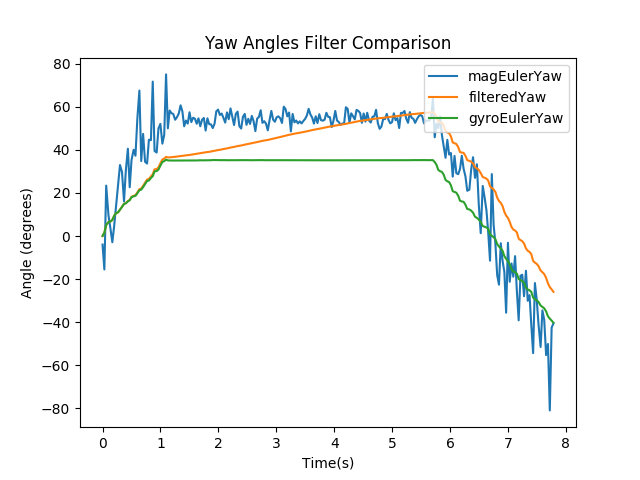 Yaw Angles Filter Comparison
magEulerYaw
filteredYaw
gyroEulerYaw
Angle (degrees)
80
60
40
20
0
−20
−40
−60
−80
0 1 2 3 4 5 6 7 8
Time(s)